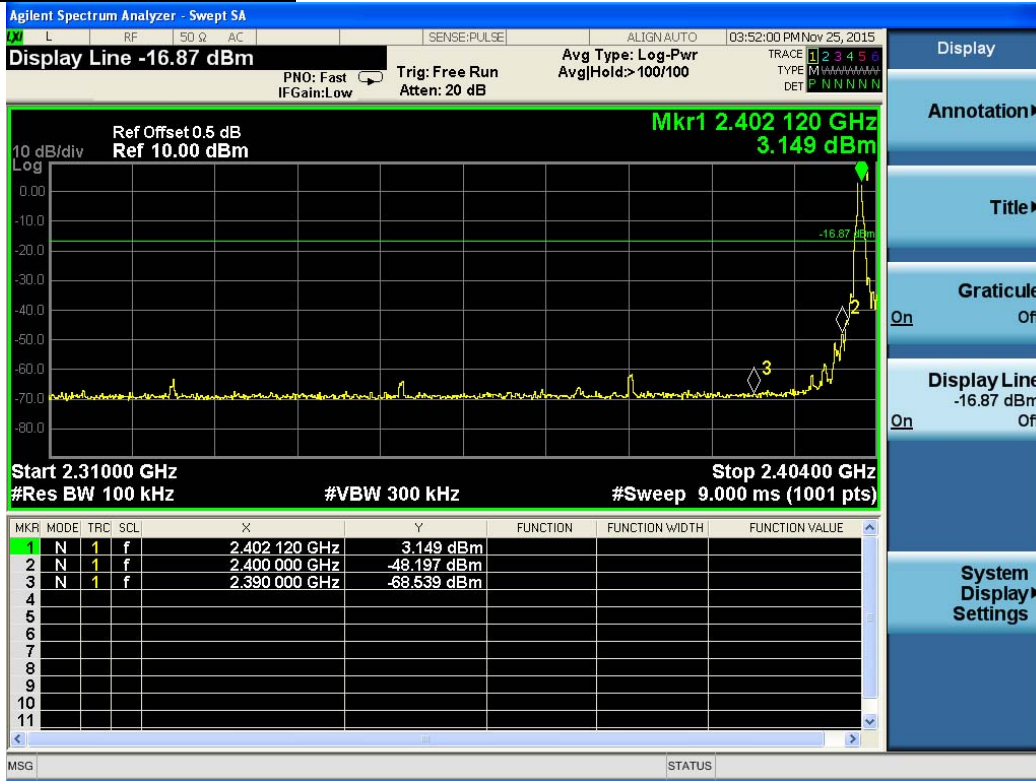 Agilent Spectrum Analyzer - Swept SA
LXI L RF 50 Ω AC SENSE:PULSE ALIGN AUTO 03:52:00 PM Nov 25, 2015
Display Line -16.87 dBm
PNO: Fast
IFGain:Low
Trig: Free Run
Atten: 20 dB
Avg Type: Log-Pwr
Avg|Hold:>100/100
TRACE 1 2 3 4 5 6
TYPE M W W W W W
DET P N N N N N
Ref Offset 0.5 dB
10 dB/div Ref 10.00 dBm
Log
Mkr1 2.402 120 GHz
3.149 dBm
0.00
-10.0
-16.87 dBm
-20.0
-30.0
-40.0
2
-50.0
-60.0
3
-70.0
-80.0
Start 2.31000 GHz Stop 2.40400 GHz
#Res BW 100 kHz #VBW 300 kHz #Sweep 9.000 ms (1001 pts)
MKR MODE TRC SCL X Y FUNCTION FUNCTION WIDTH FUNCTION VALUE
1 N 1 f 2.402 120 GHz 3.149 dBm
2 N 1 f 2.400 000 GHz -48.197 dBm
3 N 1 f 2.390 000 GHz -68.539 dBm
4
5
6
7
8
9
10
11
MSG STATUS
Display
Annotation
Title
Graticule
On Of
Display Line
-16.87 dBm
On Of
System
Display
Settings